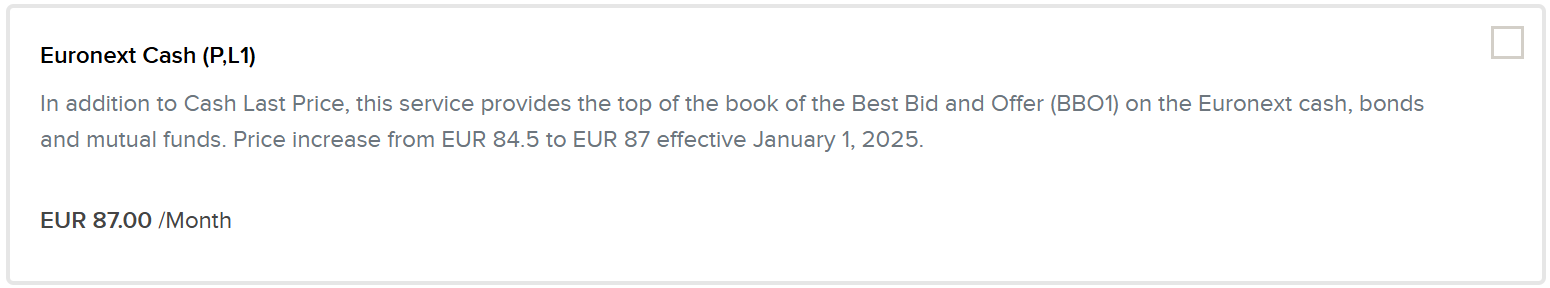 Euronext Cash (P,L1)
In addition to Cash Last Price, this service provides the top of the book of the Best Bid and Offer (BBO1) on the Euronext cash, bonds
and mutual funds. Price increase from EUR 84.5 to EUR 87 effective January 1, 2025.
EUR 87.00 /Month